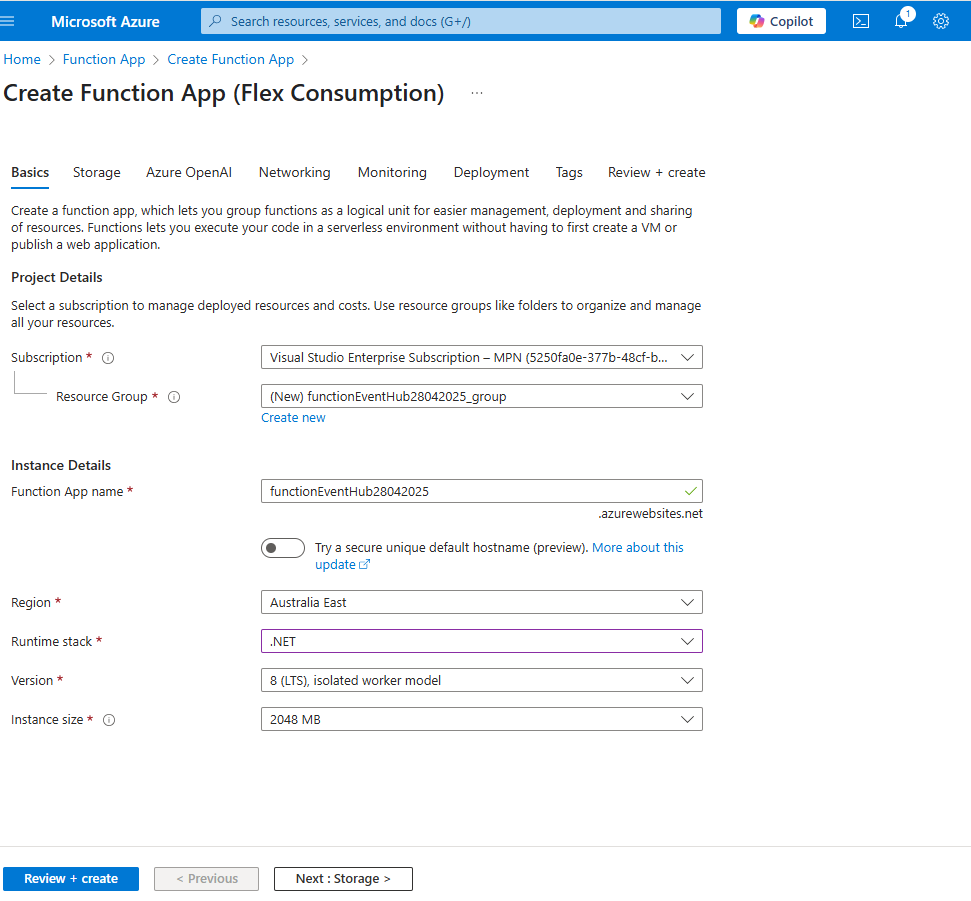 Microsoft Azure
Search resources, services, and docs (G+/)
Copilot
1
Home > Function App > Create Function App >
Create Function App (Flex Consumption) ...
Basics Storage Azure OpenAI Networking Monitoring Deployment Tags Review + create
Create a function app, which lets you group functions as a logical unit for easier management, deployment and sharing
of resources. Functions lets you execute your code in a serverless environment without having to first create a VM or
publish a web application.
Project Details
Select a subscription to manage deployed resources and costs. Use resource groups like folders to organize and manage
all your resources.
Subscription *
Visual Studio Enterprise Subscription – MPN (5250fa0e-377b-48cf-b...
Resource Group *
(New) functionEventHub28042025_group
Create new
Instance Details
Function App name *
functionEventHub28042025
.azurewebsites.net
Try a secure unique default hostname (preview). More about this
update
Region *
Australia East
Runtime stack *
.NET
Version *
8 (LTS), isolated worker model
Instance size *
2048 MB
Review + create
< Previous
Next : Storage >